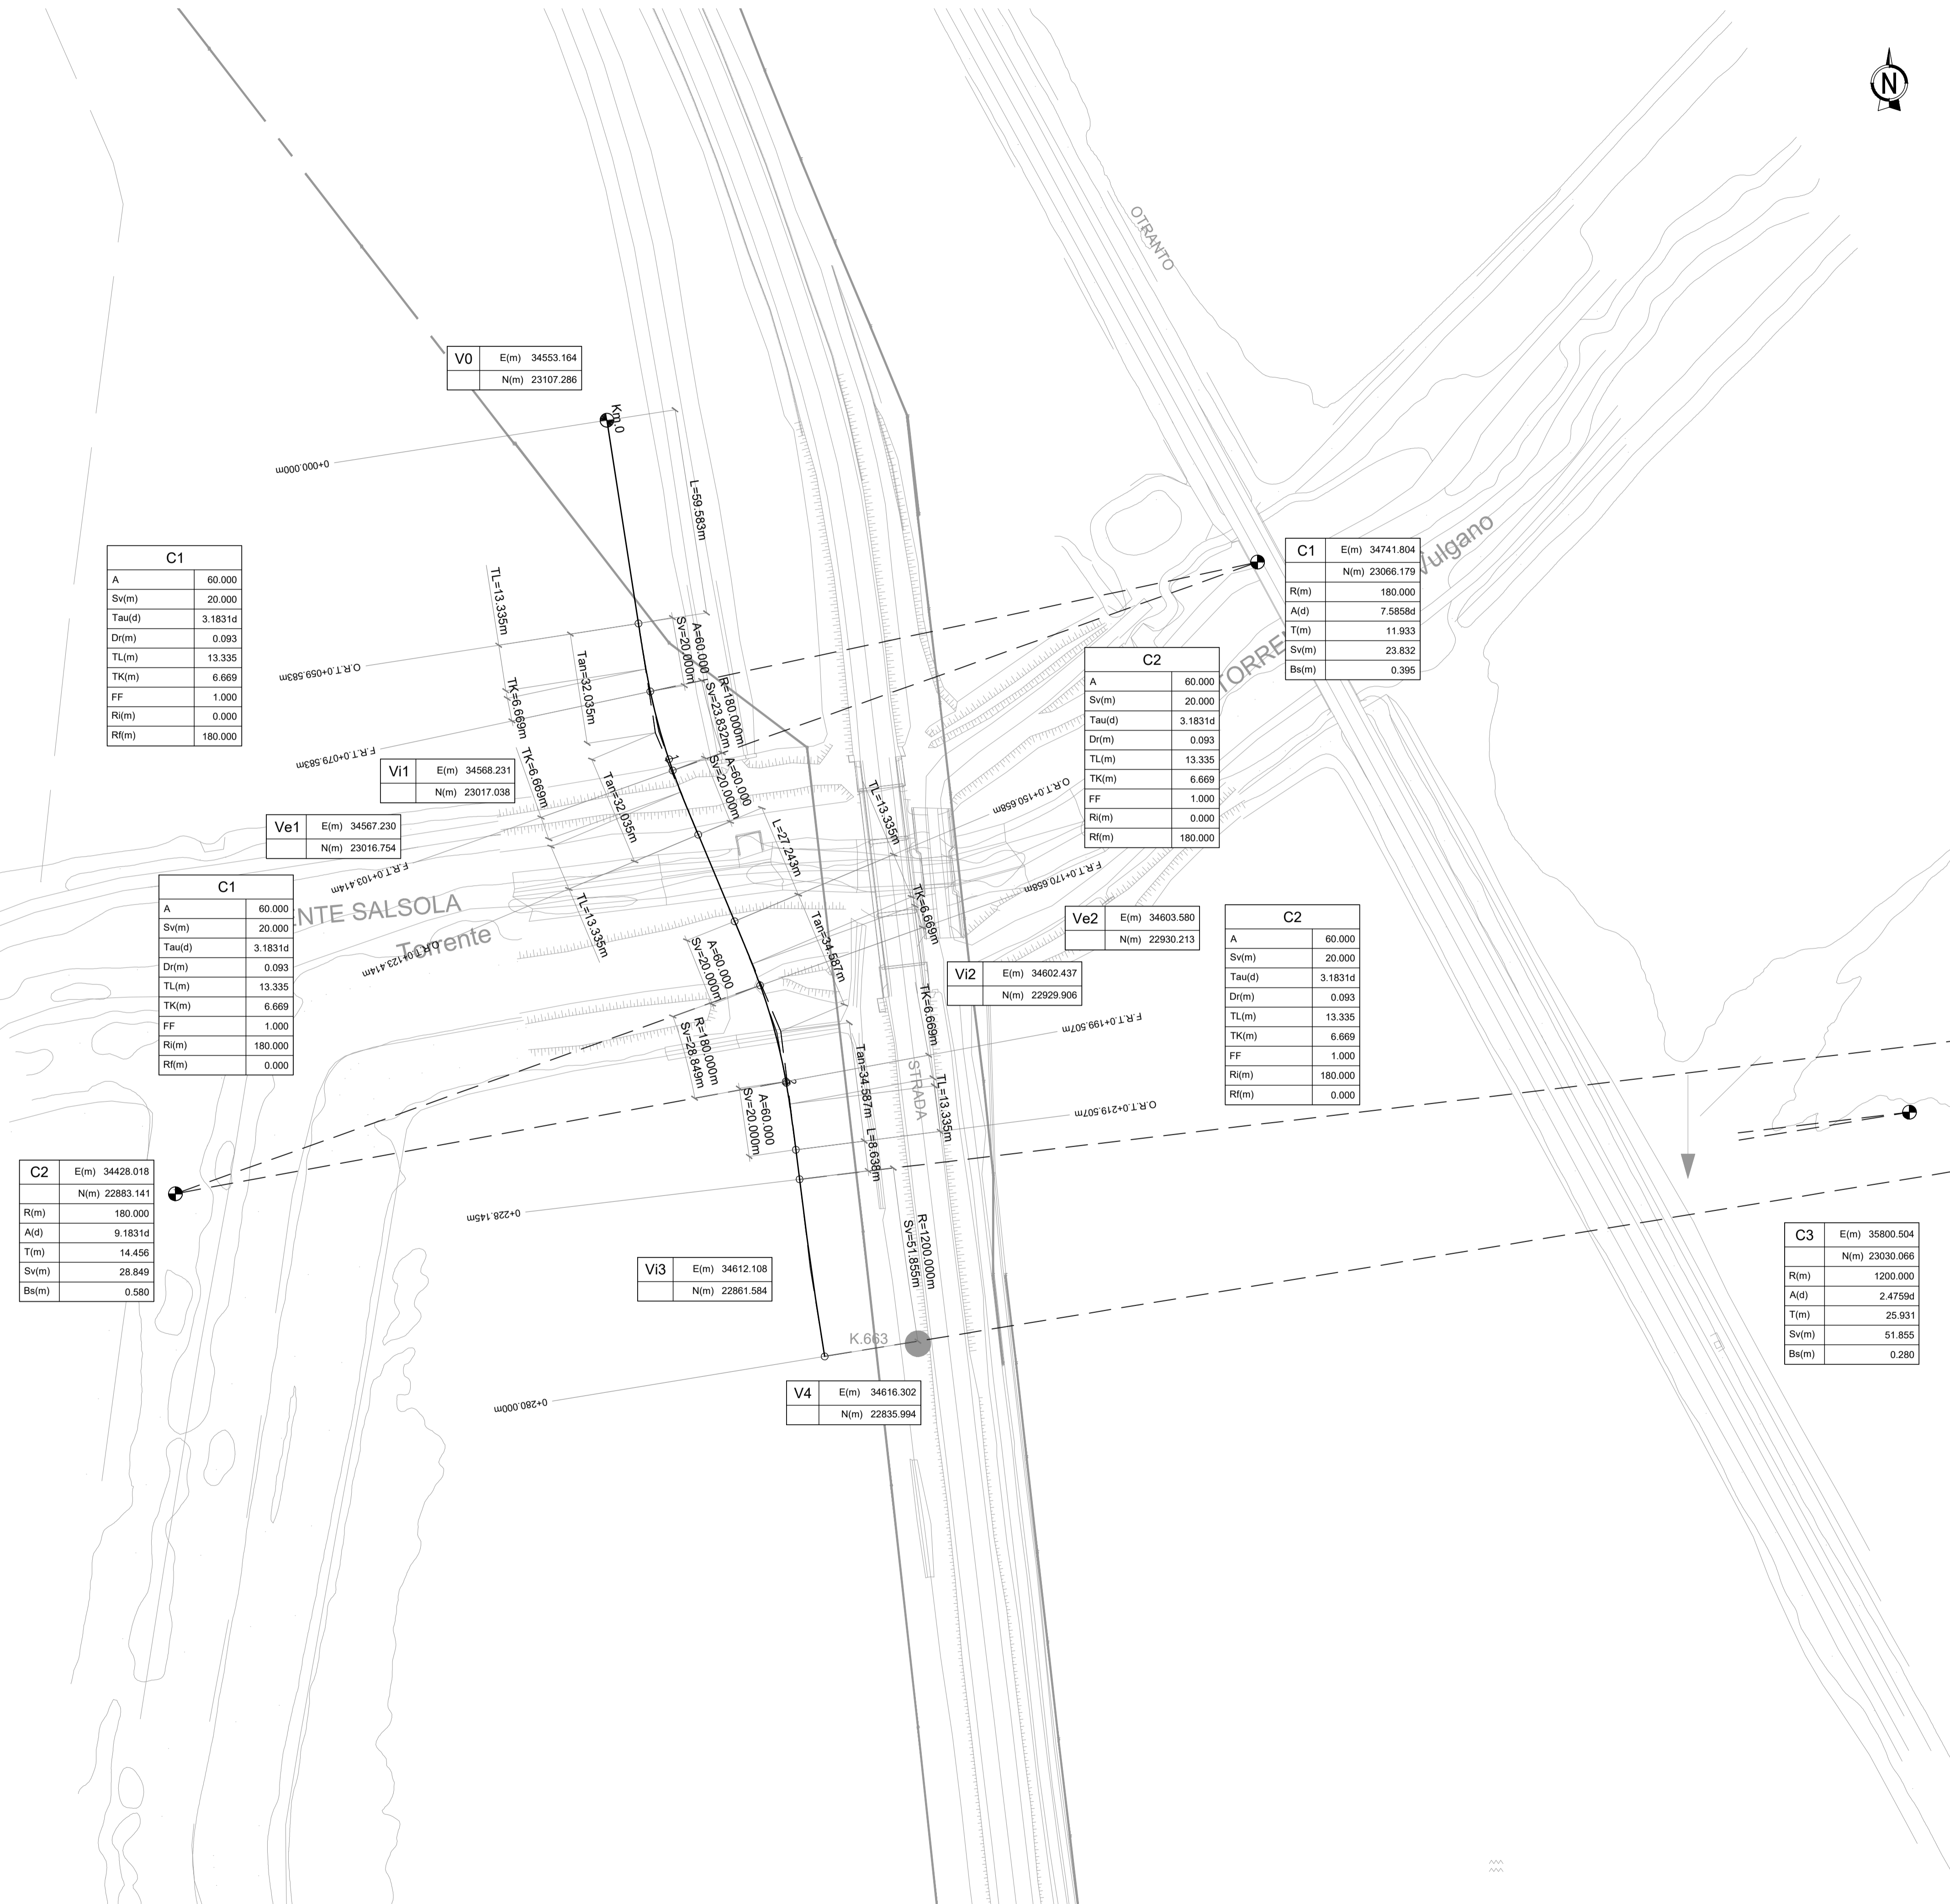 N
OTRANTO
V0 E(m) 34553.164
N(m) 23107.286
Km.0
0+000.000m
L=59.583m
Vulgano
TORRE
C1 E(m) 34741.804
N(m) 23066.179
R(m) 180.000
A(d) 7.5858d
T(m) 11.933
Sv(m) 23.832
Bs(m) 0.395
C1
A 60.000
Sv(m) 20.000
Tau(d) 3.1831d
Dr(m) 0.093
TL(m) 13.335
TK(m) 6.669
FF 1.000
Ri(m) 0.000
Rf(m) 180.000
TL=13.335m
TK=6.669m
TK=6.669m
TL=13.335m
Tan=32.035m
Tan=32.035m
A=60.000
Sv=20.000m
R=180.000m
Sv=23.832m
A=60.000
Sv=20.000m
O.R.T.0+059.583m
F.R.T.0+079.583m
1
Vi1 E(m) 34568.231
N(m) 23017.038
Ve1 E(m) 34567.230
N(m) 23016.754
F.R.T.0+103.414m
O.R.T.0+123.414m
ENTE SALSOLA
Torrente
C2
A 60.000
Sv(m) 20.000
Tau(d) 3.1831d
Dr(m) 0.093
TL(m) 13.335
TK(m) 6.669
FF 1.000
Ri(m) 0.000
Rf(m) 180.000
C1
A 60.000
Sv(m) 20.000
Tau(d) 3.1831d
Dr(m) 0.093
TL(m) 13.335
TK(m) 6.669
FF 1.000
Ri(m) 180.000
Rf(m) 0.000
L=27.243m
Tan=34.587m
TL=13.335m
TK=6.669m
TK=6.669m
TL=13.335m
O.R.T.0+150.658m
F.R.T.0+170.658m
Ve2 E(m) 34603.580
N(m) 22930.213
Vi2 E(m) 34602.437
N(m) 22929.906
C2
A 60.000
Sv(m) 20.000
Tau(d) 3.1831d
Dr(m) 0.093
TL(m) 13.335
TK(m) 6.669
FF 1.000
Ri(m) 180.000
Rf(m) 0.000
A=60.000
Sv=20.000m
R=180.000m
Sv=28.849m
A=60.000
Sv=20.000m
Tan=34.587m
L=8.638m
STRADA
F.R.T.0+199.507m
O.R.T.0+219.507m
0+228.145m
R=1200.000m
Sv=51.855m
C2 E(m) 34428.018
N(m) 22883.141
R(m) 180.000
A(d) 9.1831d
T(m) 14.456
Sv(m) 28.849
Bs(m) 0.580
Vi3 E(m) 34612.108
N(m) 22861.584
C3 E(m) 35800.504
N(m) 23030.066
R(m) 1200.000
A(d) 2.4759d
T(m) 25.931
Sv(m) 51.855
Bs(m) 0.280
K.663
0+280.000m
V4 E(m) 34616.302
N(m) 22835.994